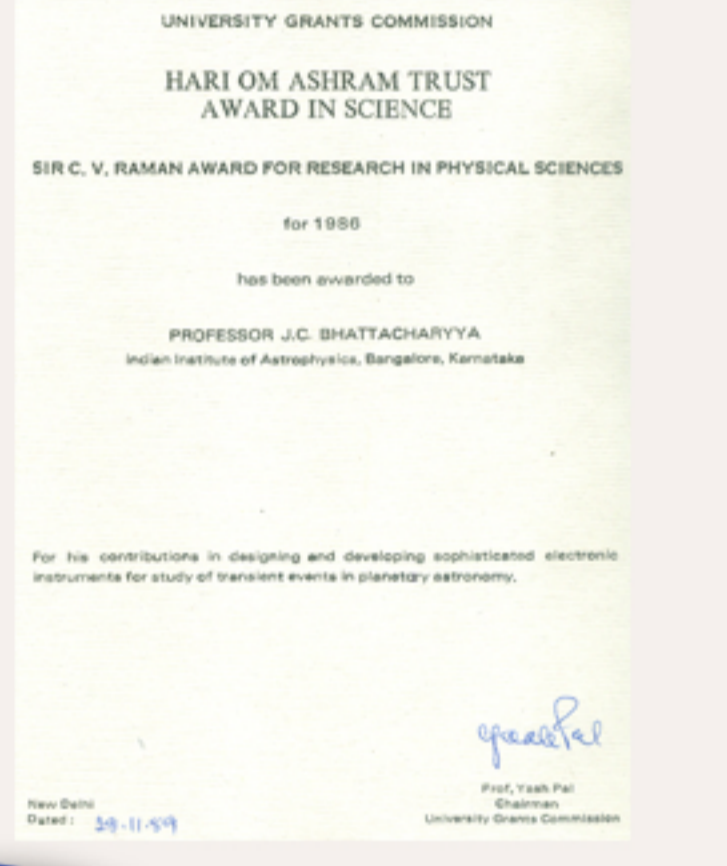 UNIVERSITY GRANTS COMMISSION
HARI OM ASHRAM TRUST
AWARD IN SCIENCE
SIR C. V. RAMAN AWARD FOR RESEARCH IN PHYSICAL SCIENCES
for 1986
has been awarded to
PROFESSOR J.C. BHATTACHARYYA
Indian Institute of Astrophysics, Bangalore, Karnataka
For his contributions in designing and developing sophisticated electronic
instruments for study of transient events in planetary astronomy.
Yash Pal
Prof. Yash Pal
Chairman
University Grants Commission
New Delhi
Dated :